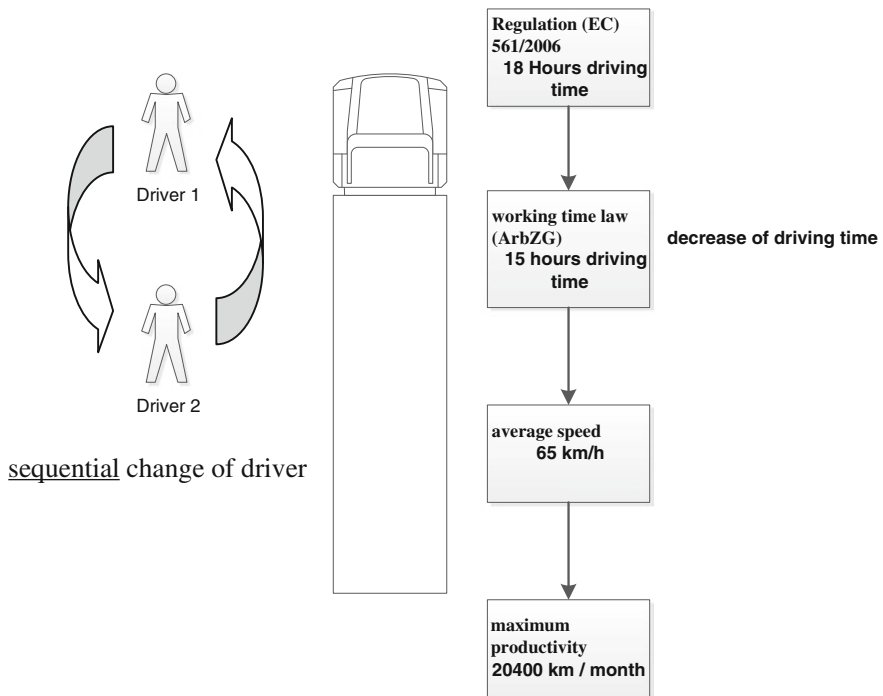 Driver 1
Driver 2
sequential change of driver
Regulation (EC)
561/2006
18 Hours driving
time
working time law
(ArbZG)
15 hours driving
time
decrease of driving time
average speed
65 km/h
maximum
productivity
20400 km / month